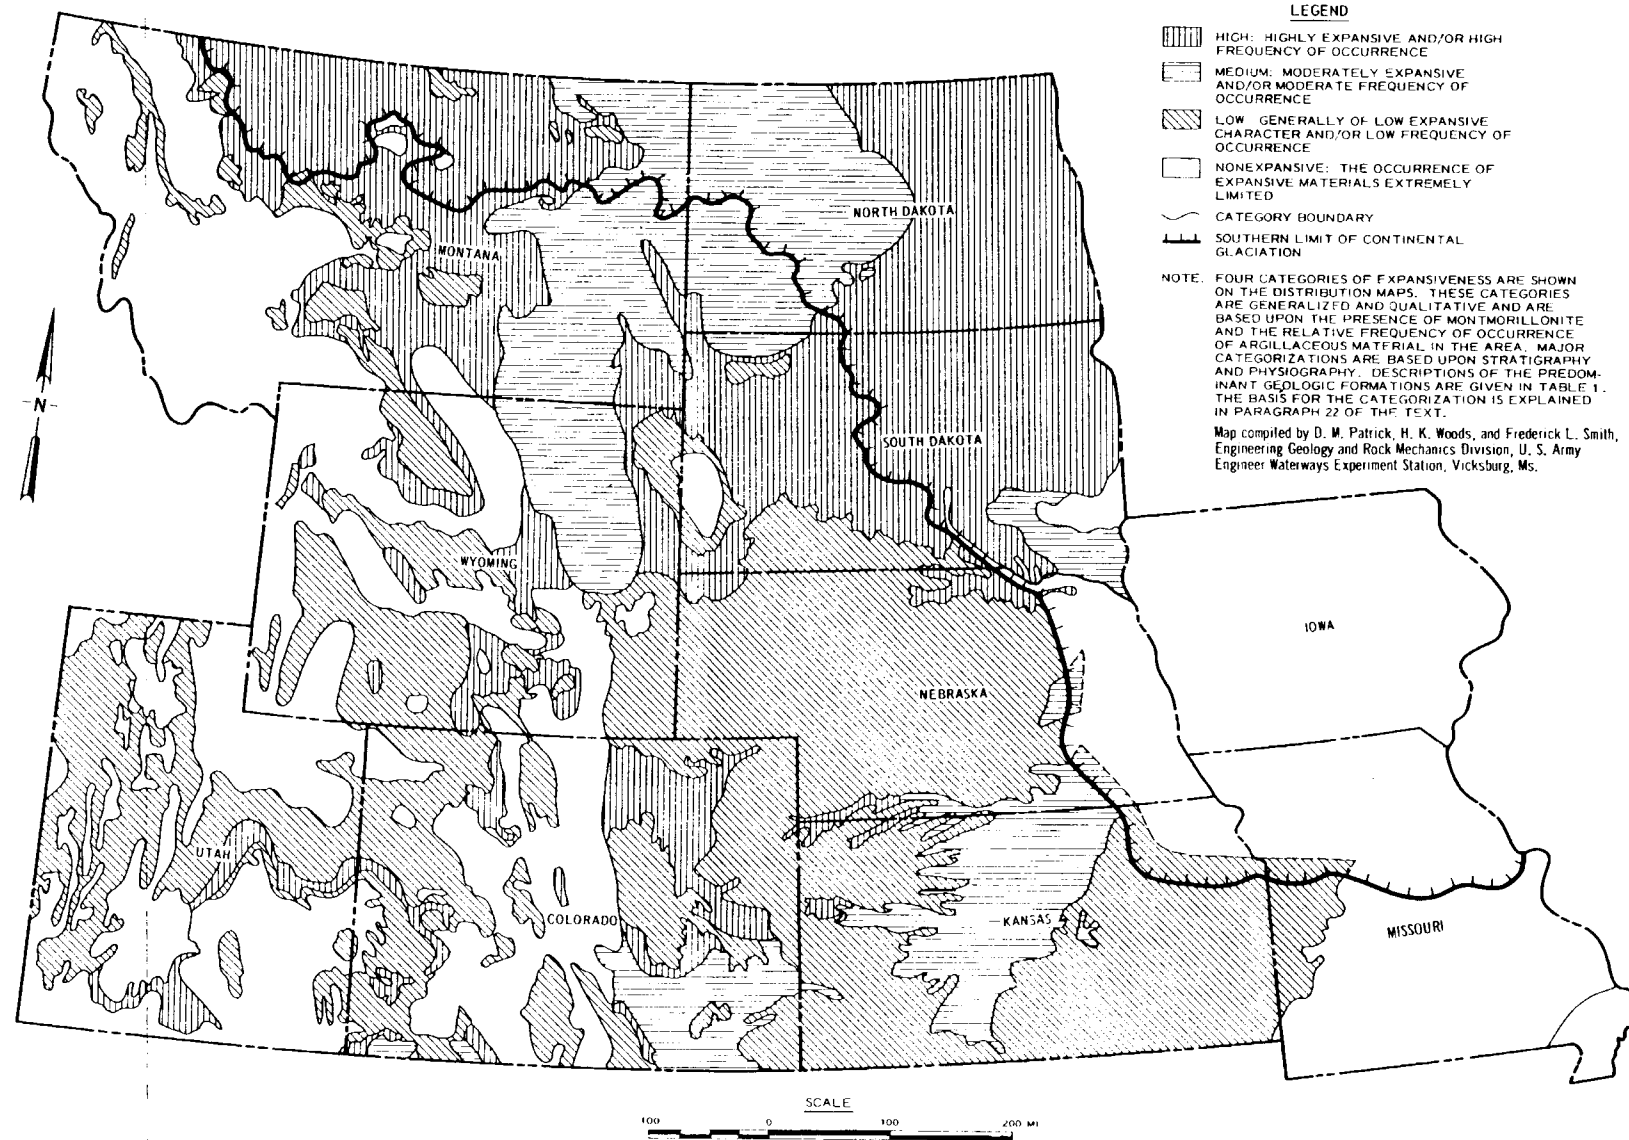 LEGEND
HIGH: HIGHLY EXPANSIVE AND/OR HIGH
FREQUENCY OF OCCURRENCE
MEDIUM: MODERATELY EXPANSIVE
AND/OR MODERATE FREQUENCY OF
OCCURRENCE
LOW GENERALLY OF LOW EXPANSIVE
CHARACTER AND/OR LOW FREQUENCY OF
OCCURRENCE
NONEXPANSIVE: THE OCCURRENCE OF
EXPANSIVE MATERIALS EXTREMELY
LIMITED
CATEGORY BOUNDARY
SOUTHERN LIMIT OF CONTINENTAL
GLACIATION
NOTE. FOUR CATEGORIES OF EXPANSIVENESS ARE SHOWN
ON THE DISTRIBUTION MAPS. THESE CATEGORIES
ARE GENERALIZED AND QUALITATIVE AND ARE
BASED UPON THE PRESENCE OF MONTMORILLONITE
AND THE RELATIVE FREQUENCY OF OCCURRENCE
OF ARGILLACEOUS MATERIAL IN THE AREA. MAJOR
CATEGORIZATIONS ARE BASED UPON STRATIGRAPHY
AND PHYSIOGRAPHY. DESCRIPTIONS OF THE PREDOM-
INANT GEOLOGIC FORMATIONS ARE GIVEN IN TABLE 1.
THE BASIS FOR THE CATEGORIZATION IS EXPLAINED
IN PARAGRAPH 22 OF THE TEXT.
Map compiled by D. M. Patrick, H. K. Woods, and Frederick L. Smith,
Engineering Geology and Rock Mechanics Division, U. S. Army
Engineer Waterways Experiment Station, Vicksburg, Ms.
NORTH DAKOTA
MONTANA
N
SOUTH DAKOTA
WYOMING
IOWA
NEBRASKA
UTAH
COLORADO
KANSAS
MISSOURI
SCALE
100 0 100 200 MI